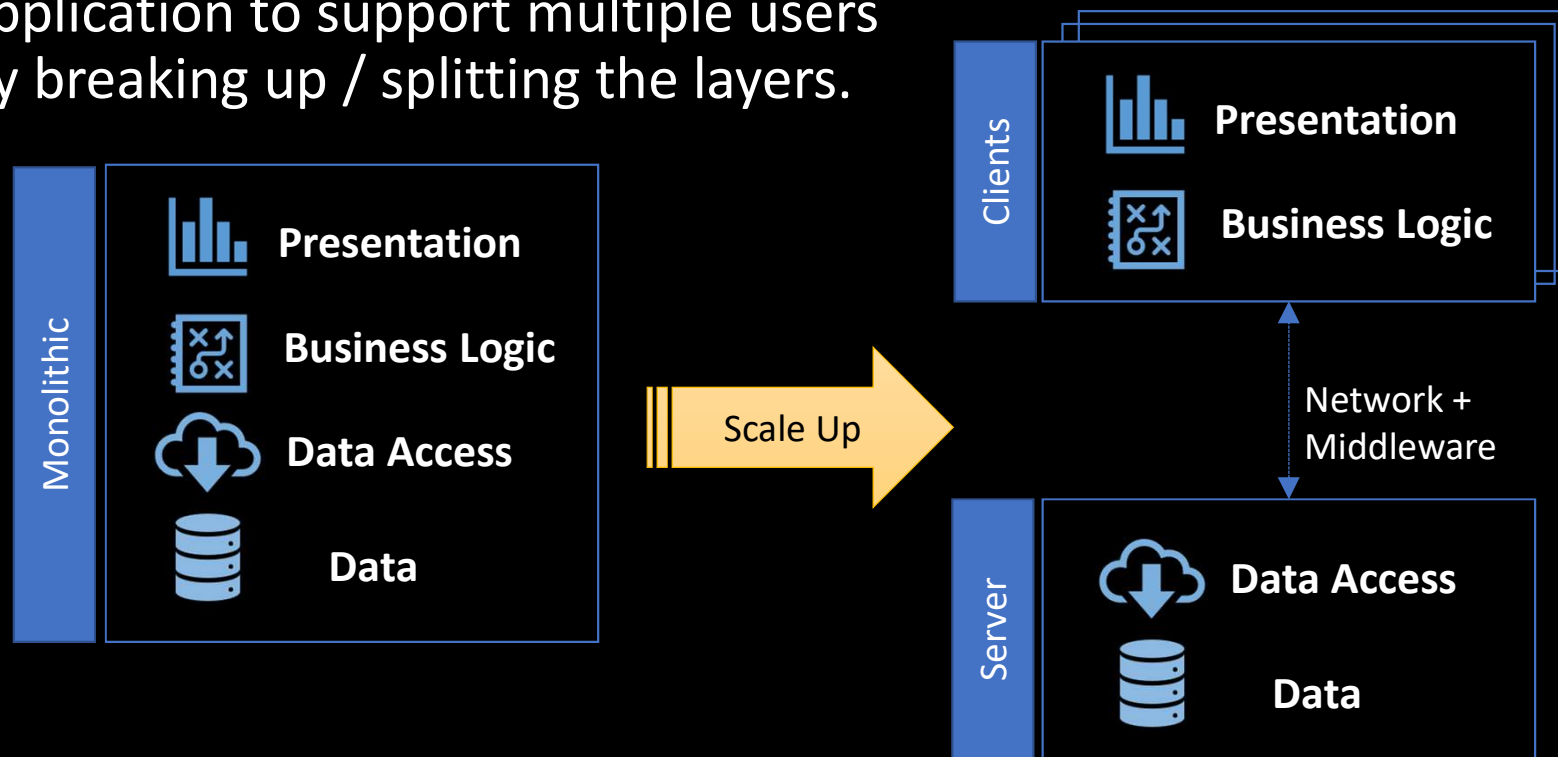 pplication to support multiple users
y breaking up / splitting the layers.
Monolithic
Presentation
Business Logic
Data Access
Data
Scale Up
Clients
Presentation
Business Logic
Network +
Middleware
Server
Data Access
Data